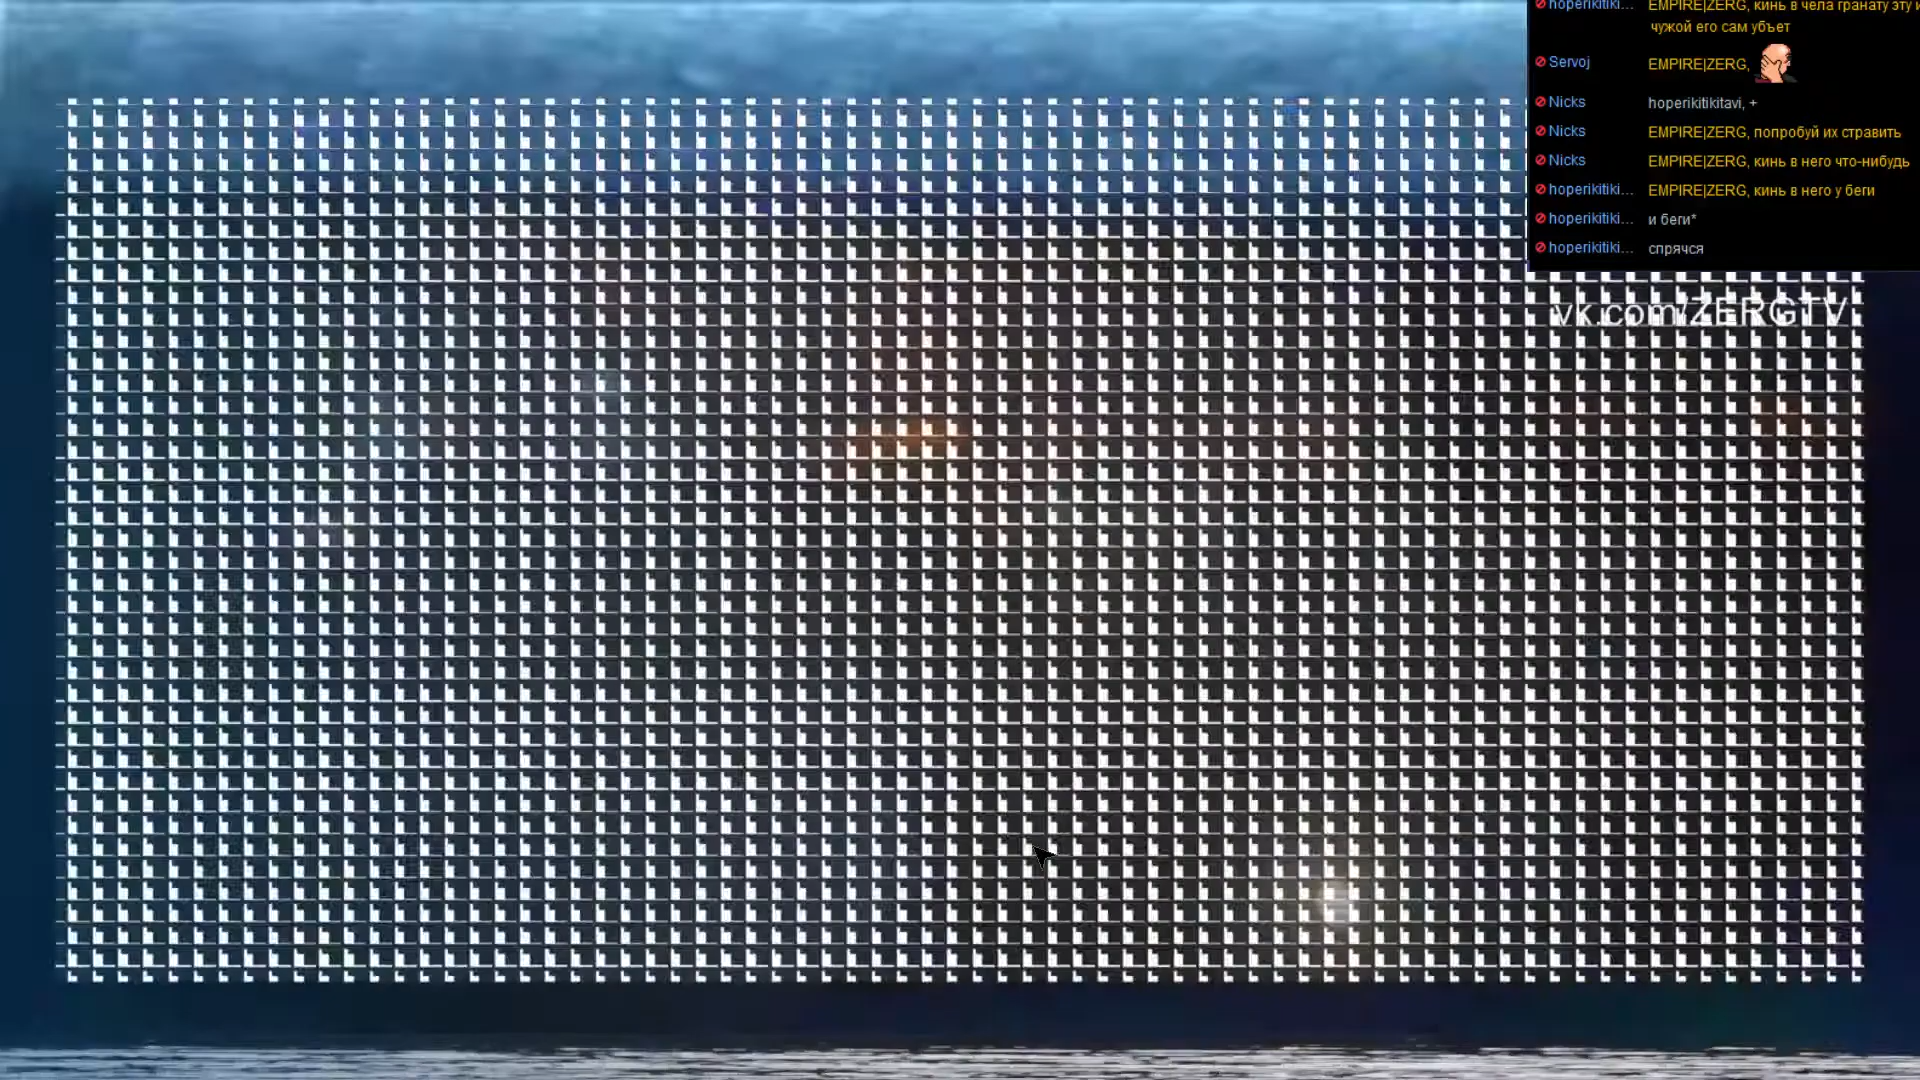 hoperikitiki... EMPIRE|ZERG, кинь в чела гранату эту и
чужой его сам убъет
Servoj EMPIRE|ZERG,
Nicks hoperikitikitavi, +
Nicks EMPIRE|ZERG, попробуй их стравить
Nicks EMPIRE|ZERG, кинь в него что-нибудь
hoperikitiki... EMPIRE|ZERG, кинь в него у беги
hoperikitiki... и беги*
hoperikitiki... спрячся
vk.com/ZERGTV